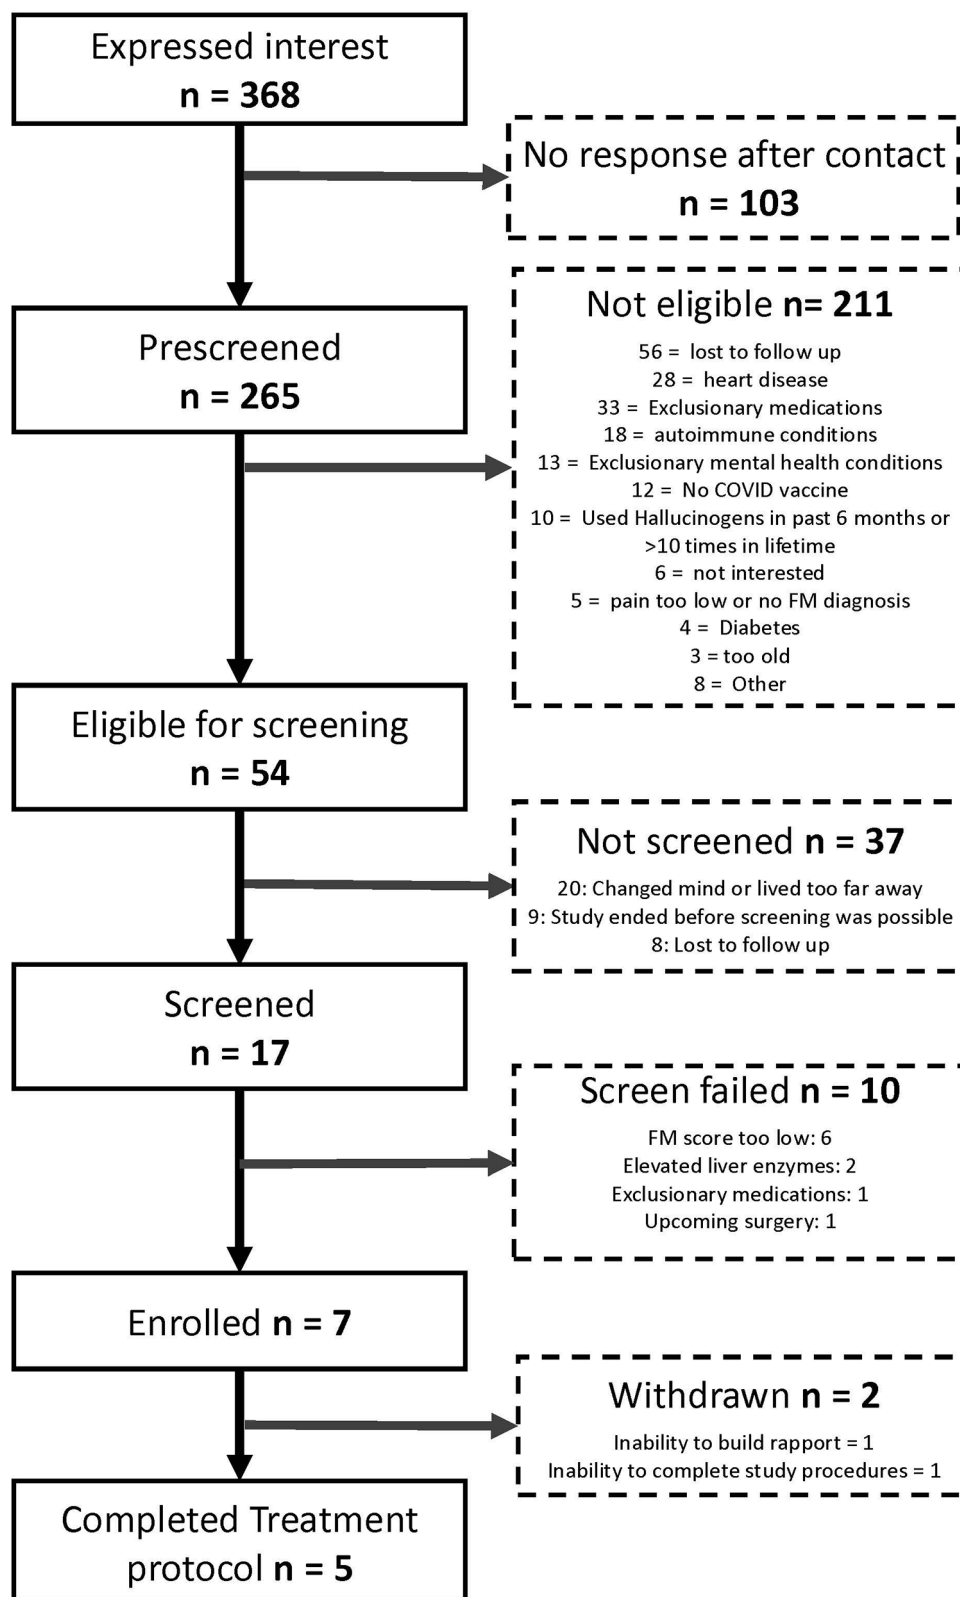 Expressed interest
n = 368
No response after contact
n = 103
Prescreened
n = 265
Not eligible n= 211
56 = lost to follow up
28 = heart disease
33 = Exclusionary medications
18 = autoimmune conditions
13 = Exclusionary mental health conditions
12 = No COVID vaccine
10 = Used Hallucinogens in past 6 months or
>10 times in lifetime
6 = not interested
5 = pain too low or no FM diagnosis
4 = Diabetes
3 = too old
8 = Other
Eligible for screening
n = 54
Not screened n = 37
20: Changed mind or lived too far away
9: Study ended before screening was possible
8: Lost to follow up
Screened
n = 17
Screen failed n = 10
FM score too low: 6
Elevated liver enzymes: 2
Exclusionary medications: 1
Upcoming surgery: 1
Enrolled n = 7
Withdrawn n = 2
Inability to build rapport = 1
Inability to complete study procedures = 1
Completed Treatment
protocol n = 5